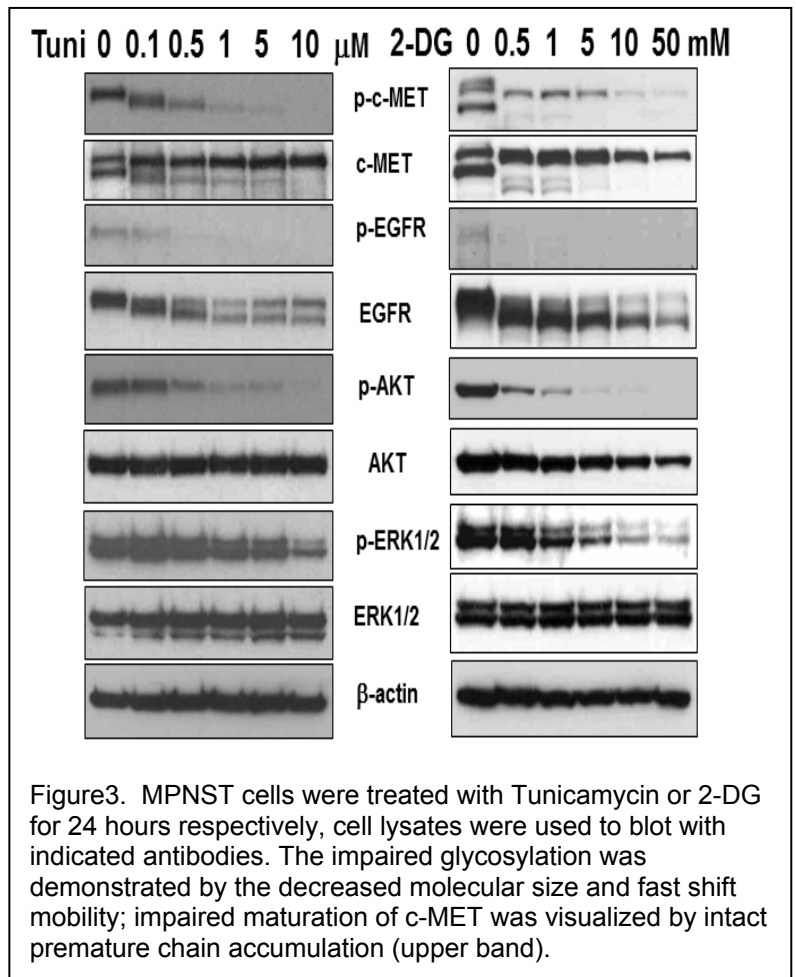 Tuni 0 0.1 0.5 1 5 10 μM 2-DG 0 0.5 1 5 10 50 mM
p-c-MET
c-MET
p-EGFR
EGFR
p-AKT
AKT
p-ERK1/2
ERK1/2
β-actin
Figure3. MPNST cells were treated with Tunicamycin or 2-DG
for 24 hours respectively, cell lysates were used to blot with
indicated antibodies. The impaired glycosylation was
demonstrated by the decreased molecular size and fast shift
mobility; impaired maturation of c-MET was visualized by intact
premature chain accumulation (upper band).